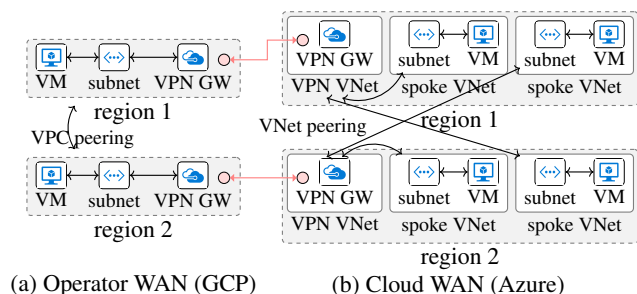 VM subnet VPN GW
region 1
VPC peering
VM subnet VPN GW
region 2
(a) Operator WAN (GCP)
VPN GW subnet VM subnet VM
VPN VNet spoke VNet spoke VNet
region 1
VNet peering
VPN GW subnet VM subnet VM
VPN VNet spoke VNet spoke VNet
region 2
(b) Cloud WAN (Azure)